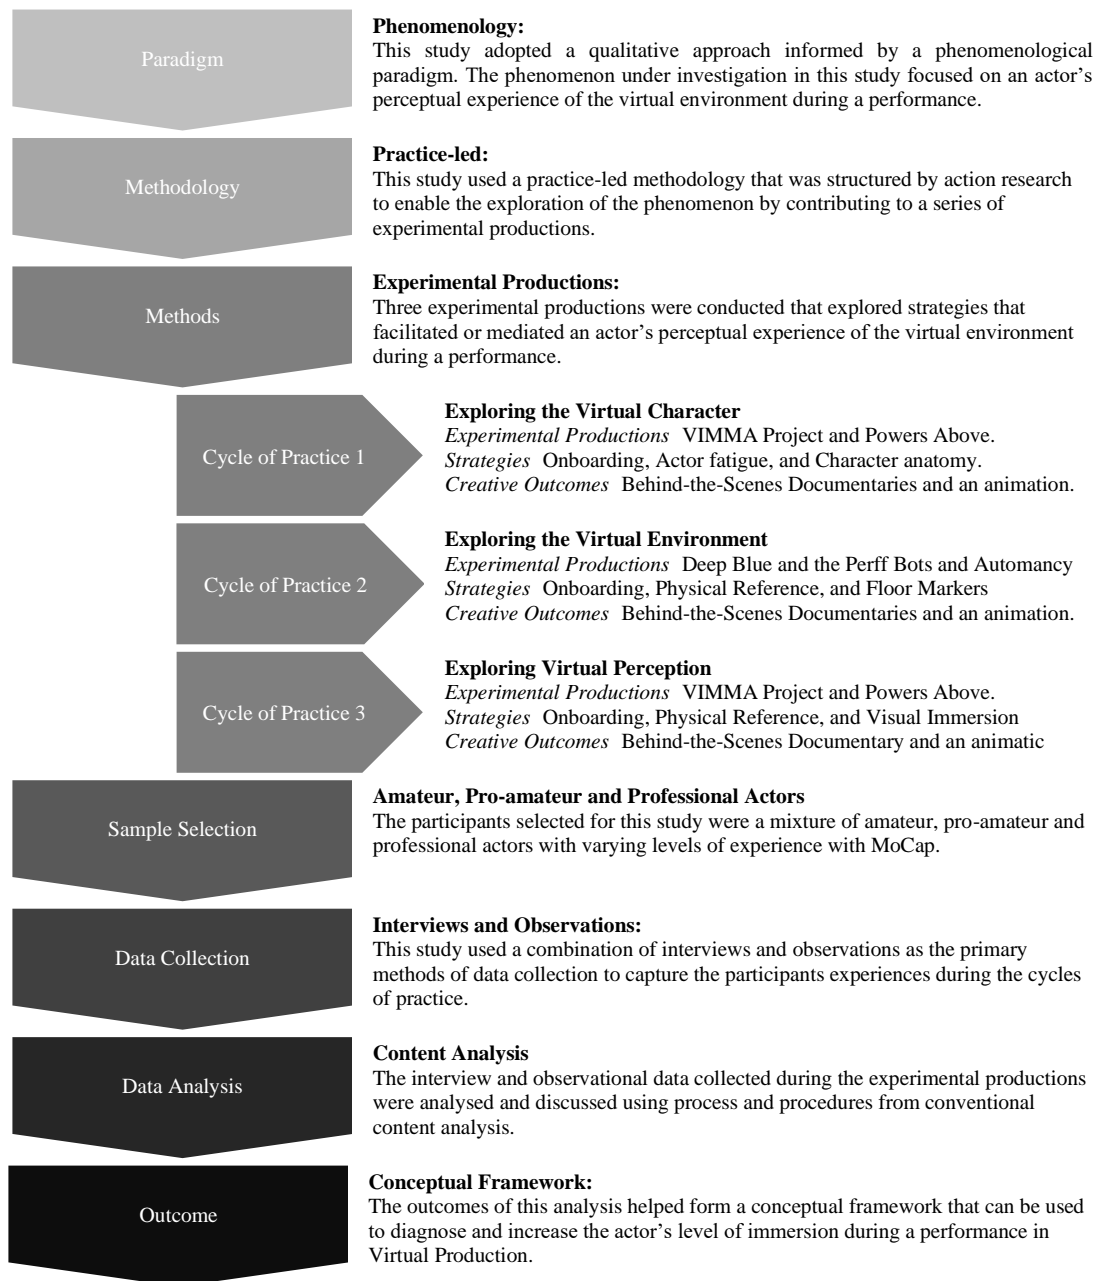 Paradigm
Phenomenology:
This study adopted a qualitative approach informed by a phenomenological
paradigm. The phenomenon under investigation in this study focused on an actor's
perceptual experience of the virtual environment during a performance.
Methodology
Practice-led:
This study used a practice-led methodology that was structured by action research
to enable the exploration of the phenomenon by contributing to a series of
experimental productions.
Methods
Experimental Productions:
Three experimental productions were conducted that explored strategies that
facilitated or mediated an actor's perceptual experience of the virtual environment
during a performance.
Cycle of Practice 1
Exploring the Virtual Character
Experimental Productions VIMMA Project and Powers Above.
Strategies Onboarding, Actor fatigue, and Character anatomy.
Creative Outcomes Behind-the-Scenes Documentaries and an animation.
Cycle of Practice 2
Exploring the Virtual Environment
Experimental Productions Deep Blue and the Perff Bots and Automancy
Strategies Onboarding, Physical Reference, and Floor Markers
Creative Outcomes Behind-the-Scenes Documentaries and an animation.
Cycle of Practice 3
Exploring Virtual Perception
Experimental Productions VIMMA Project and Powers Above.
Strategies Onboarding, Physical Reference, and Visual Immersion
Creative Outcomes Behind-the-Scenes Documentary and an animatic
Sample Selection
Amateur, Pro-amateur and Professional Actors
The participants selected for this study were a mixture of amateur, pro-amateur and
professional actors with varying levels of experience with MoCap.
Data Collection
Interviews and Observations:
This study used a combination of interviews and observations as the primary
methods of data collection to capture the participants experiences during the cycles
of practice.
Data Analysis
Content Analysis
The interview and observational data collected during the experimental productions
were analysed and discussed using process and procedures from conventional
content analysis.
Outcome
Conceptual Framework:
The outcomes of this analysis helped form a conceptual framework that can be used
to diagnose and increase the actor's level of immersion during a performance in
Virtual Production.